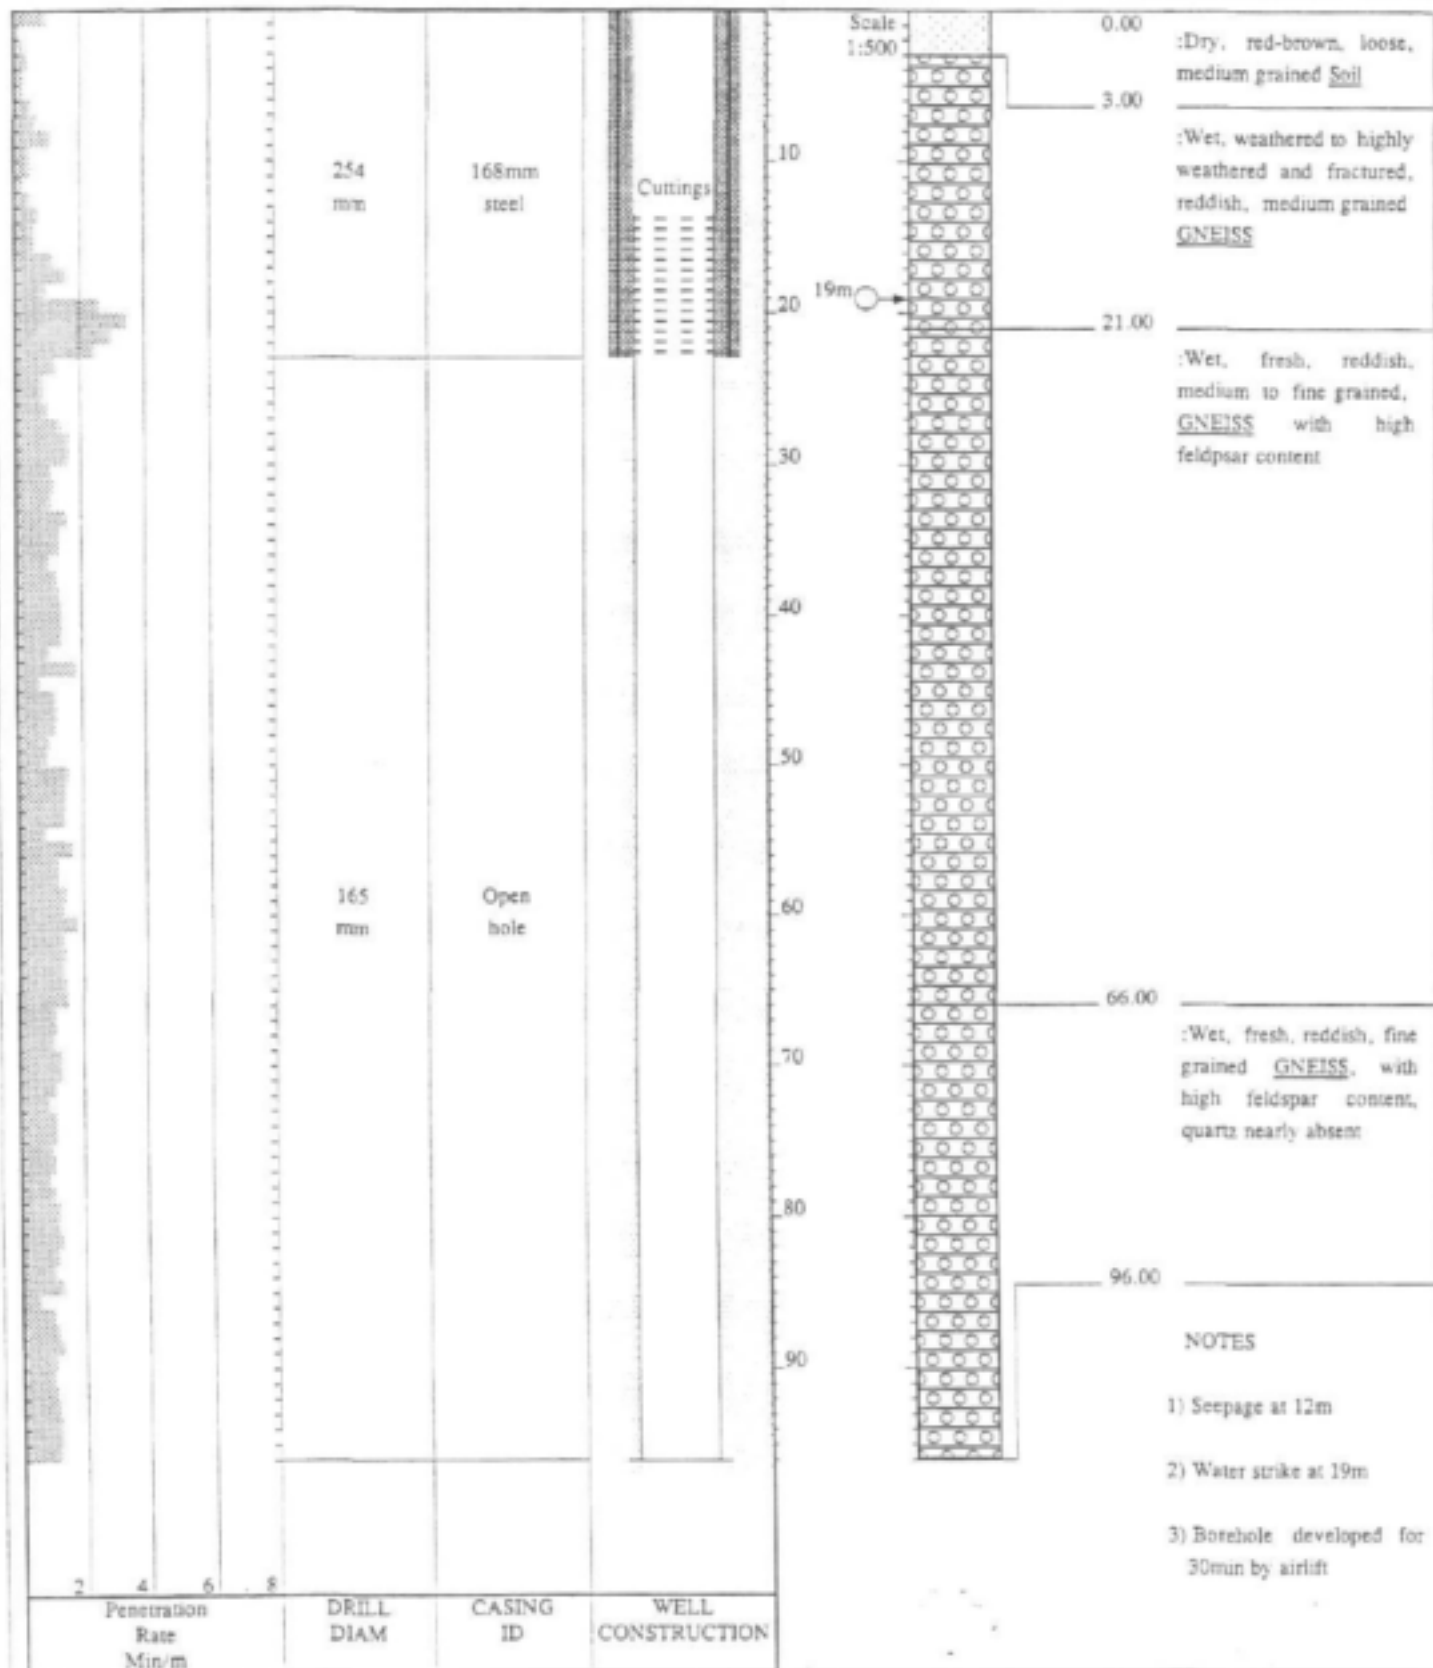 Scale
1:500
0.00
:Dry, red-brown, loose,
medium grained Soil
3.00
:Wet, weathered to highly
weathered and fractured,
reddish, medium grained
GNEISS
10
254
mm
168mm
steel
Cuttings
19m
20
21.00
:Wet, fresh, reddish,
medium to fine grained,
GNEISS with high
feldpsar content
30
40
50
165
mm
Open
hole
60
66.00
:Wet, fresh, reddish, fine
grained GNEISS, with
high feldspar content,
quartz nearly absent
70
80
96.00
90
NOTES
1) Seepage at 12m
2) Water strike at 19m
3) Borehole developed for
30min by airlift
2 4 6 8
Penetration
Rate
Min/m
DRILL
DIAM
CASING
ID
WELL
CONSTRUCTION